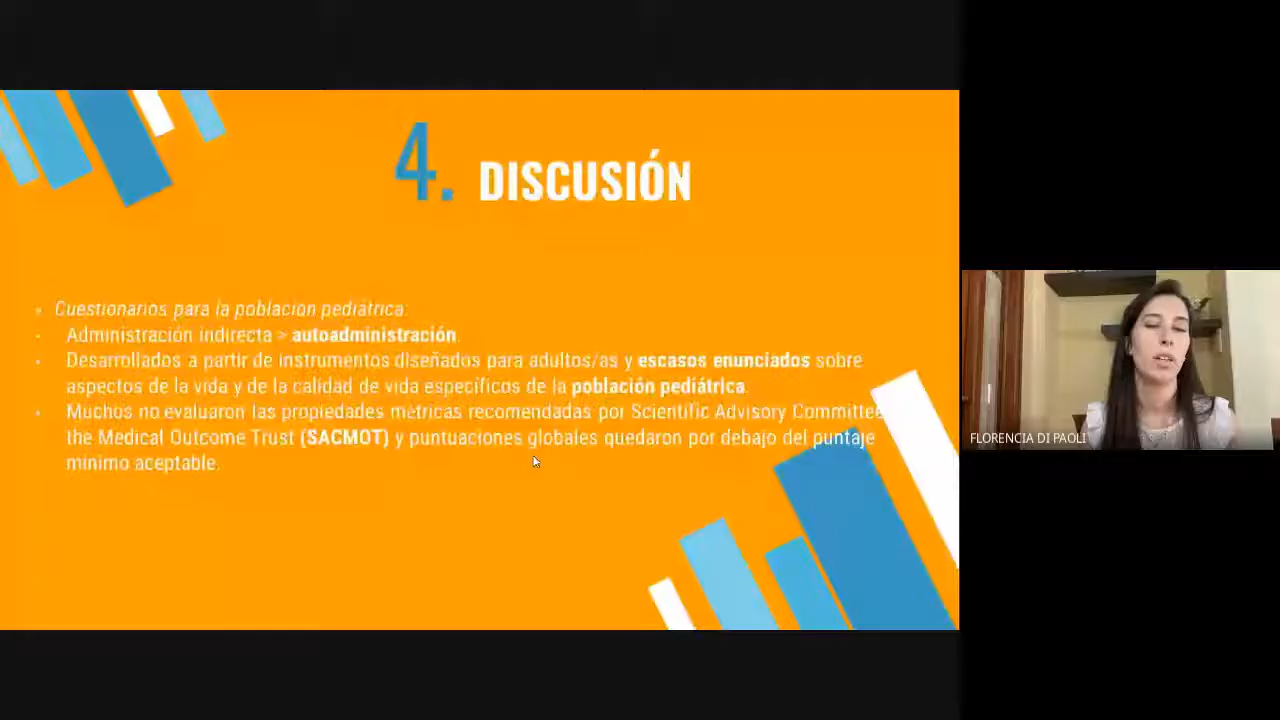 4. DISCUSIÓN
Cuestionarios para la población pediátrica:
Administración indirecta > autoadministración.
Desarrollados a partir de instrumentos diseñados para adultos/as y escasos enunciados sobre
aspectos de la vida y de la calidad de vida específicos de la población pediátrica.
Muchos no evaluaron las propiedades métricas recomendadas por Scientific Advisory Committee
the Medical Outcome Trust (SACMOT) y puntuaciones globales quedaron por debajo del puntaje
mínimo aceptable.
FLORENCIA DI PAOLI